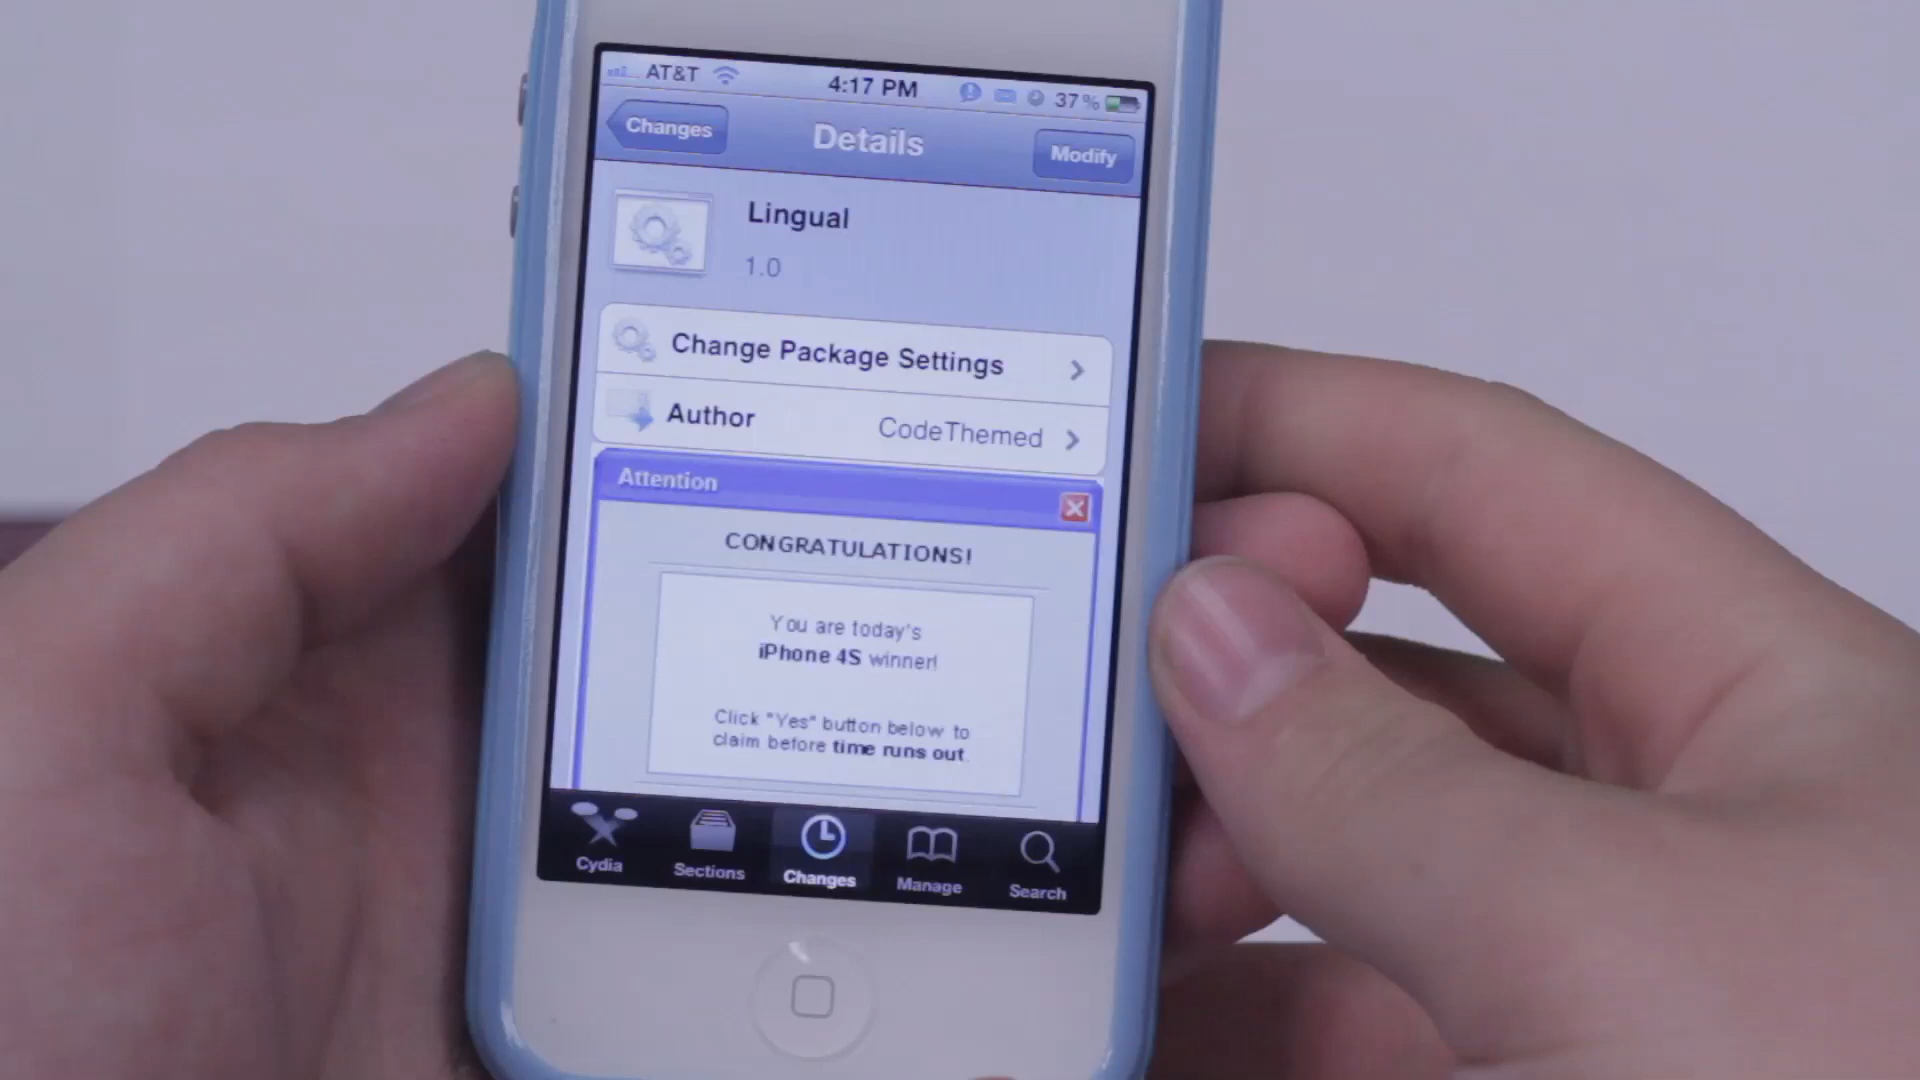 AT&T 4:17 PM 37%
Changes Details Modify
Lingual
1.0
Change Package Settings
Author CodeThemed
Attention
CONGRATULATIONS!
You are today's
iPhone 4S winner!
Click "Yes" button below to
claim before time runs out.
Cydia Sections Changes Manage Search